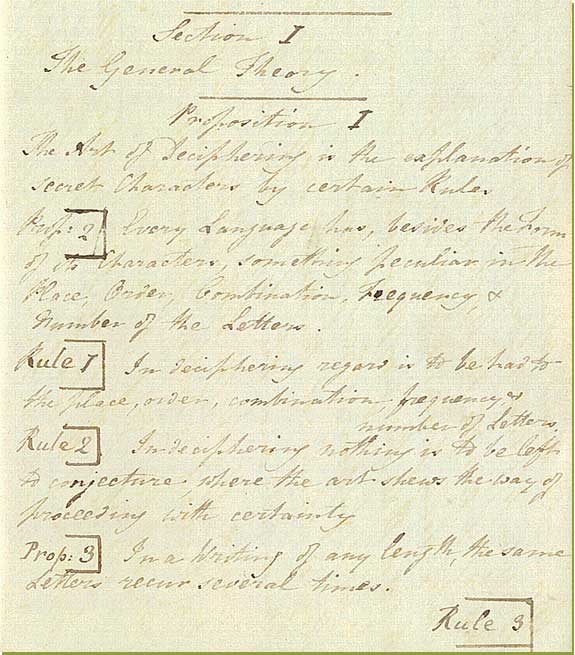 Section I
The General Theory.
Proposition I
The Art of Deciphering is the explanation of
secret Characters by certain Rules
Prop: 2 Every Language has, besides the Form
of its Characters, something peculiar in the
Place, Order, Combination, Frequency, &
Number of the Letters.
Rule 1 In deciphering regard is to be had to
the place, order, combination, frequency, &
number of Letters,
Rule 2 In deciphering nothing is to be left
to conjecture, where the art shews the way of
proceeding with certainty
Prop: 3 In a Writing of any length, the same
Letters recur several times.
Rule 3